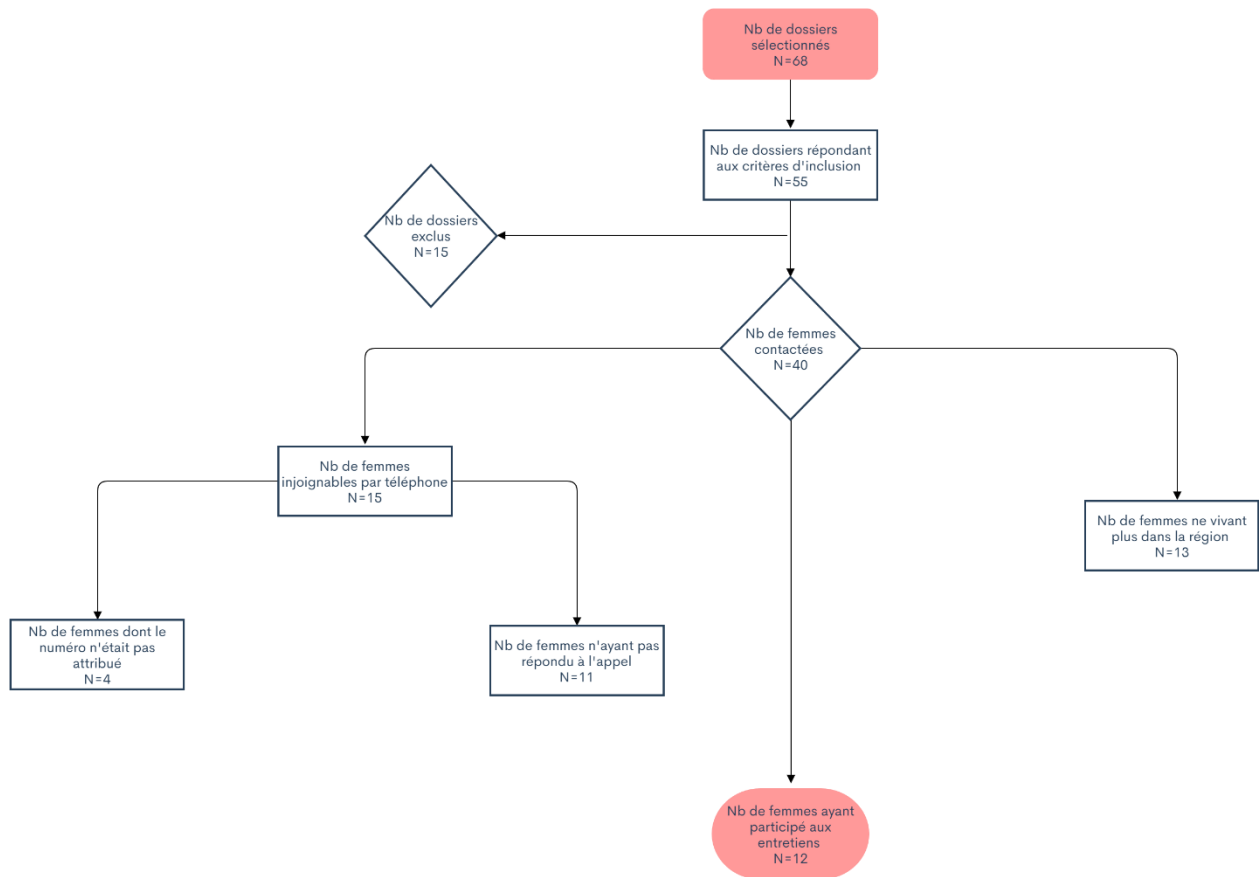 Nb de dossiers
sélectionnés
N=68
Nb de dossiers répondant
aux critères d'inclusion
N=55
Nb de dossiers
exclus
N=15
Nb de femmes
contactées
N=40
Nb de femmes
injoignables par téléphone
N=15
Nb de femmes ne vivant
plus dans la région
N=13
Nb de femmes dont le
numéro n'était pas
attribué
N=4
Nb de femmes n'ayant pas
répondu à l'appel
N=11
Nb de femmes ayant
participé aux
entretiens
N=12